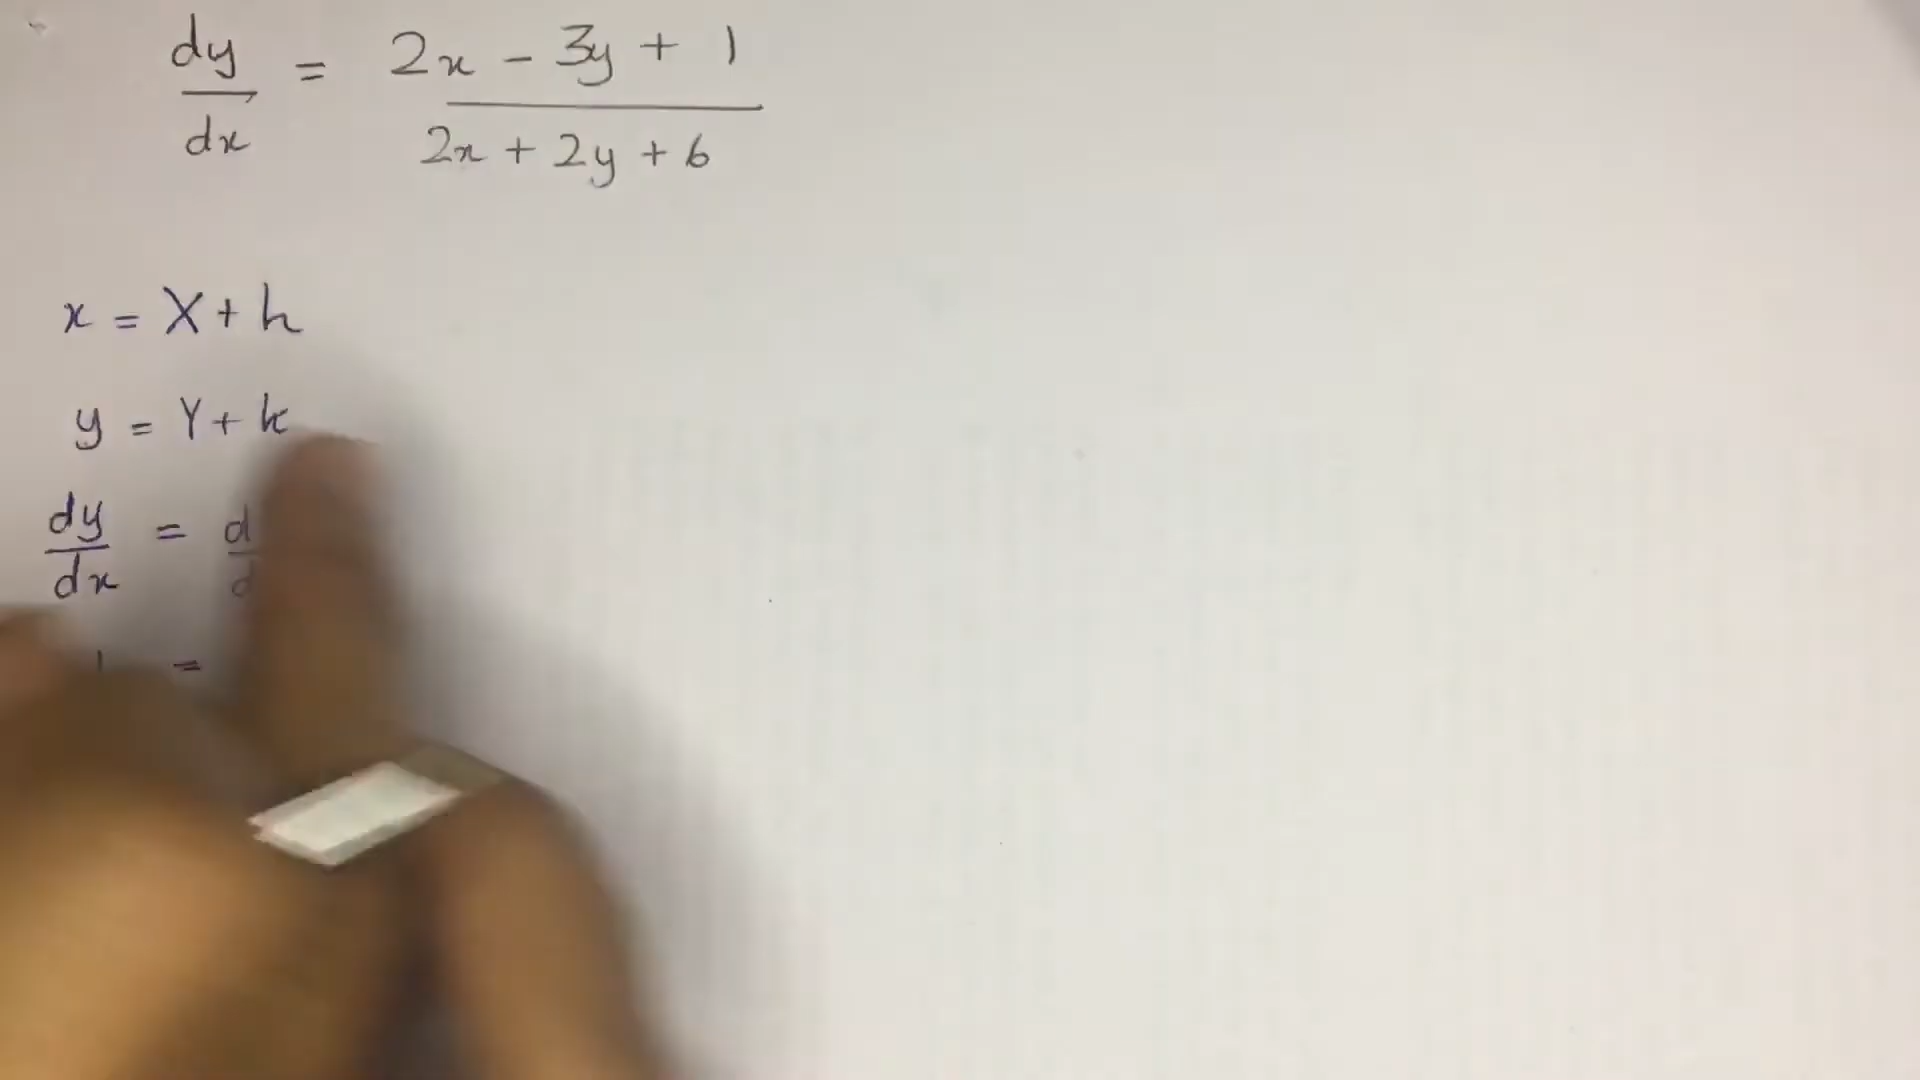 dy/dx = 2x - 3y + 1 / 2x + 2y + 6
x = X + h
y = Y + k
dy/dx = d / d
=